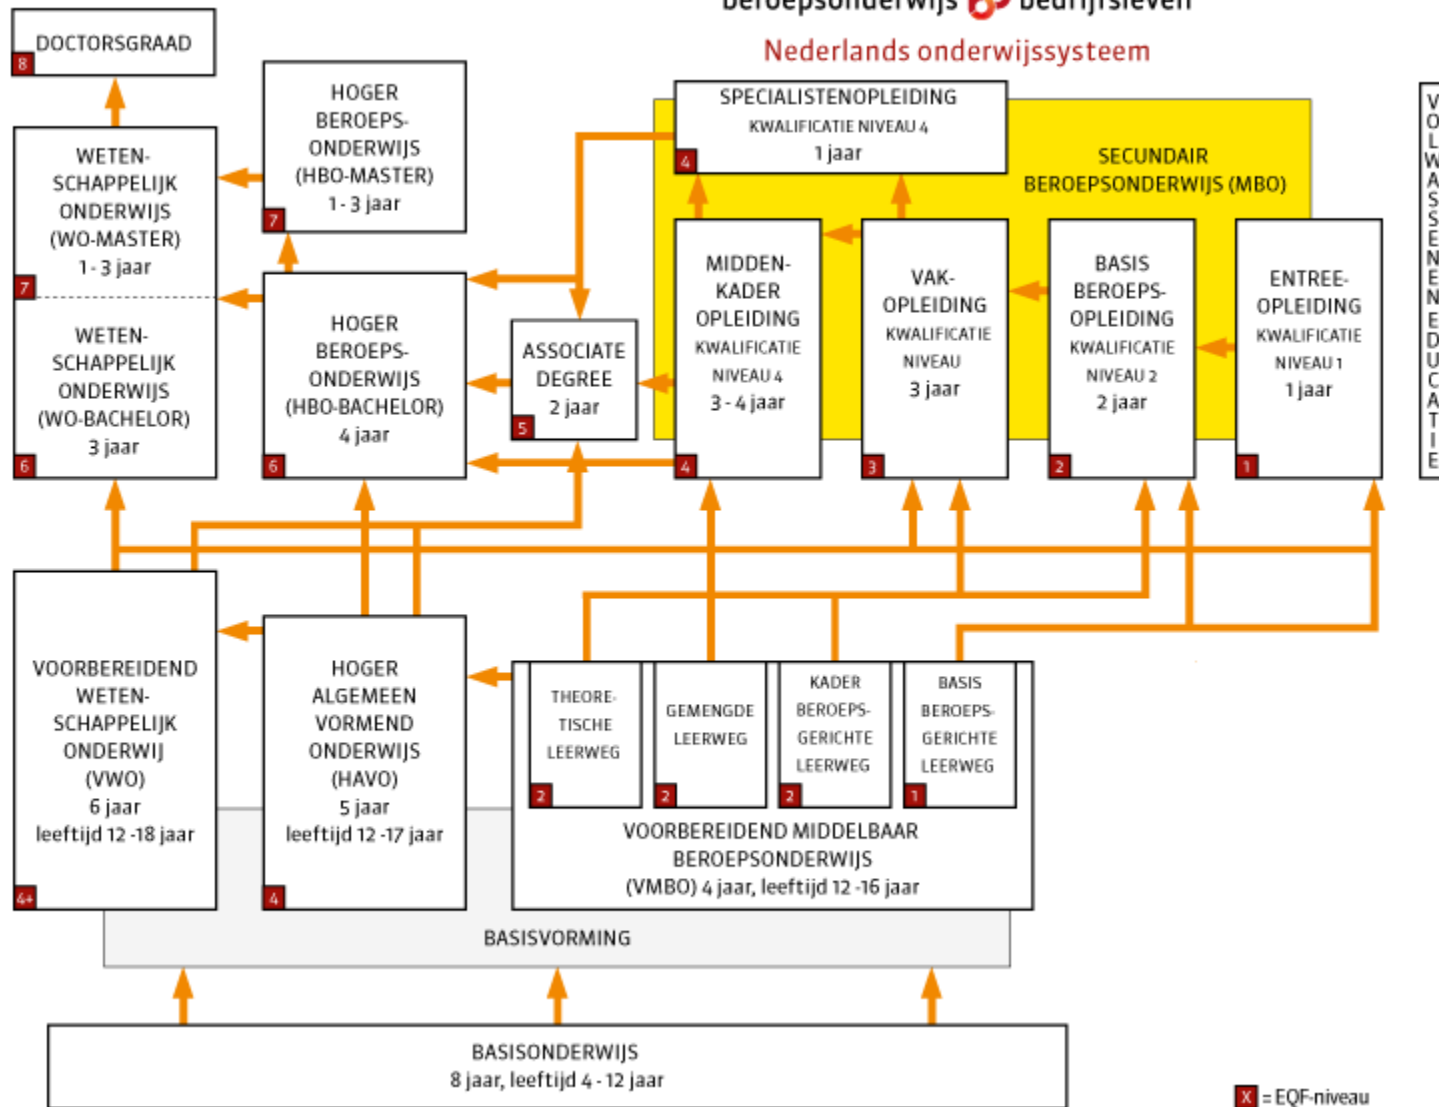 beroepsonderwijs bedrijfsleven
Nederlands onderwijssysteem
DOCTORSGRAAD
8
WETEN-
SCHAPPELIJK
ONDERWIJS
(WO-MASTER)
1 - 3 jaar
7
WETEN-
SCHAPPELIJK
ONDERWIJS
(WO-BACHELOR)
3 jaar
6
HOGER
BEROEPS-
ONDERWIJS
(HBO-MASTER)
1 - 3 jaar
7
HOGER
BEROEPS-
ONDERWIJS
(HBO-BACHELOR)
4 jaar
6
ASSOCIATE
DEGREE
2 jaar
5
SPECIALISTENOPLEIDING
KWALIFICATIE NIVEAU 4
1 jaar
4
SECUNDAIR
BEROEPSONDERWIJS (MBO)
MIDDEN-
KADER
OPLEIDING
KWALIFICATIE
NIVEAU 4
3 - 4 jaar
4
VAK-
OPLEIDING
KWALIFICATIE
NIVEAU
3 jaar
3
BASIS
BEROEPS-
OPLEIDING
KWALIFICATIE
NIVEAU 2
2 jaar
2
ENTREE-
OPLEIDING
KWALIFICATIE
NIVEAU 1
1 jaar
1
VOLWASSENENEDUCATIE
VOORBEREIDEND
WETEN-
SCHAPPELIJK
ONDERWIJ
(VWO)
6 jaar
leeftijd 12 -18 jaar
4+
HOGER
ALGEMEEN
VORMEND
ONDERWIJS
(HAVO)
5 jaar
leeftijd 12 -17 jaar
4
THEORE-
TISCHE
LEERWEG
2
GEMENGDE
LEERWEG
2
KADER
BEROEPS-
GERICHTE
LEERWEG
2
BASIS
BEROEPS-
GERICHTE
LEERWEG
1
VOORBEREIDEND MIDDELBAAR
BEROEPSONDERWIJS
(VMBO) 4 jaar, leeftijd 12 -16 jaar
BASISVORMING
BASISONDERWIJS
8 jaar, leeftijd 4 - 12 jaar
X = EQF-niveau